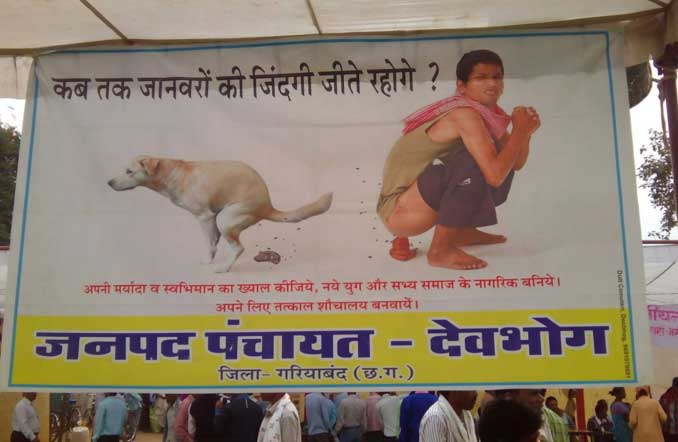 कब तक जानवरों की जिंदगी जीते रहोगे ?
अपनी मर्यादा व स्वभिमान का ख्याल कीजिये, नये युग और सभ्य समाज के नागरिक बनिये।
अपने लिए तत्काल शौचालय बनवायें।
जनपद पंचायत - देवभोग
जिला- गरियाबंद (छ.ग.)